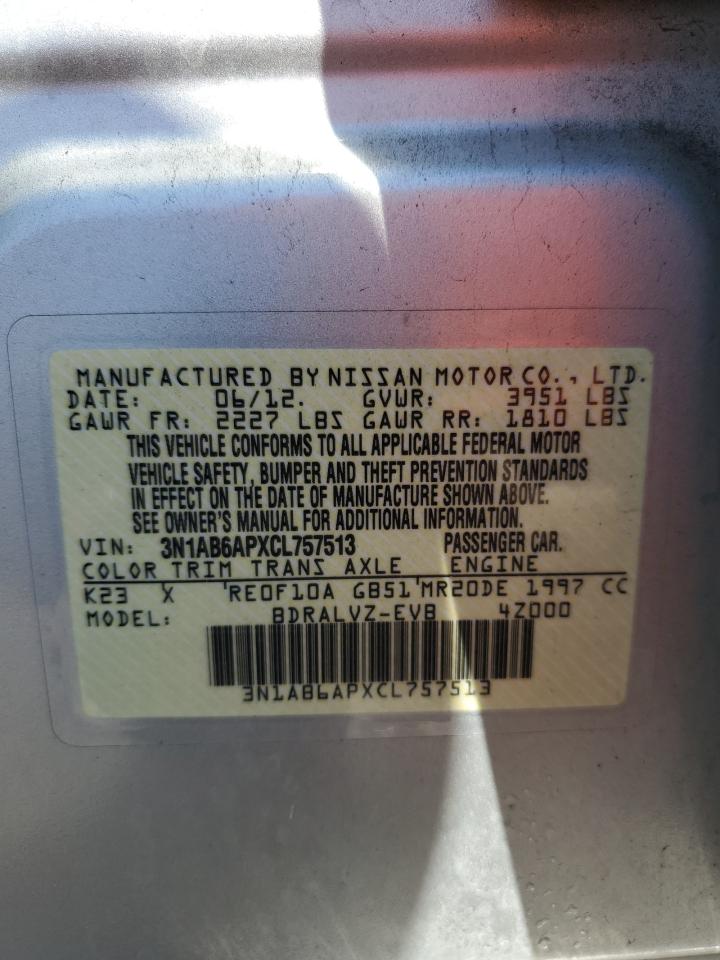 MANUFACTURED BY NISSAN MOTOR CO., LTD.
DATE: 06/12. GVWR: 3951 LBS
GAWR FR: 2227 LBS GAWR RR: 1810 LBS
THIS VEHICLE CONFORMS TO ALL APPLICABLE FEDERAL MOTOR
VEHICLE SAFETY, BUMPER AND THEFT PREVENTION STANDARDS
IN EFFECT ON THE DATE OF MANUFACTURE SHOWN ABOVE.
SEE OWNER'S MANUAL FOR ADDITIONAL INFORMATION.
VIN: 3N1AB6APXCL757513 PASSENGER CAR.
COLOR TRIM TRANS AXLE ENGINE
K23 X RE0F10A GB51 MR20DE 1997 CC
MODEL: BDRALVZ-EVB 4Z000
3N1AB6APXCL757513